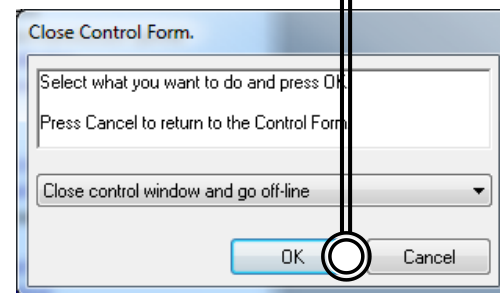 Close Control Form.
Select what you want to do and press OK
Press Cancel to return to the Control Form
Close control window and go off-line
OK
Cancel